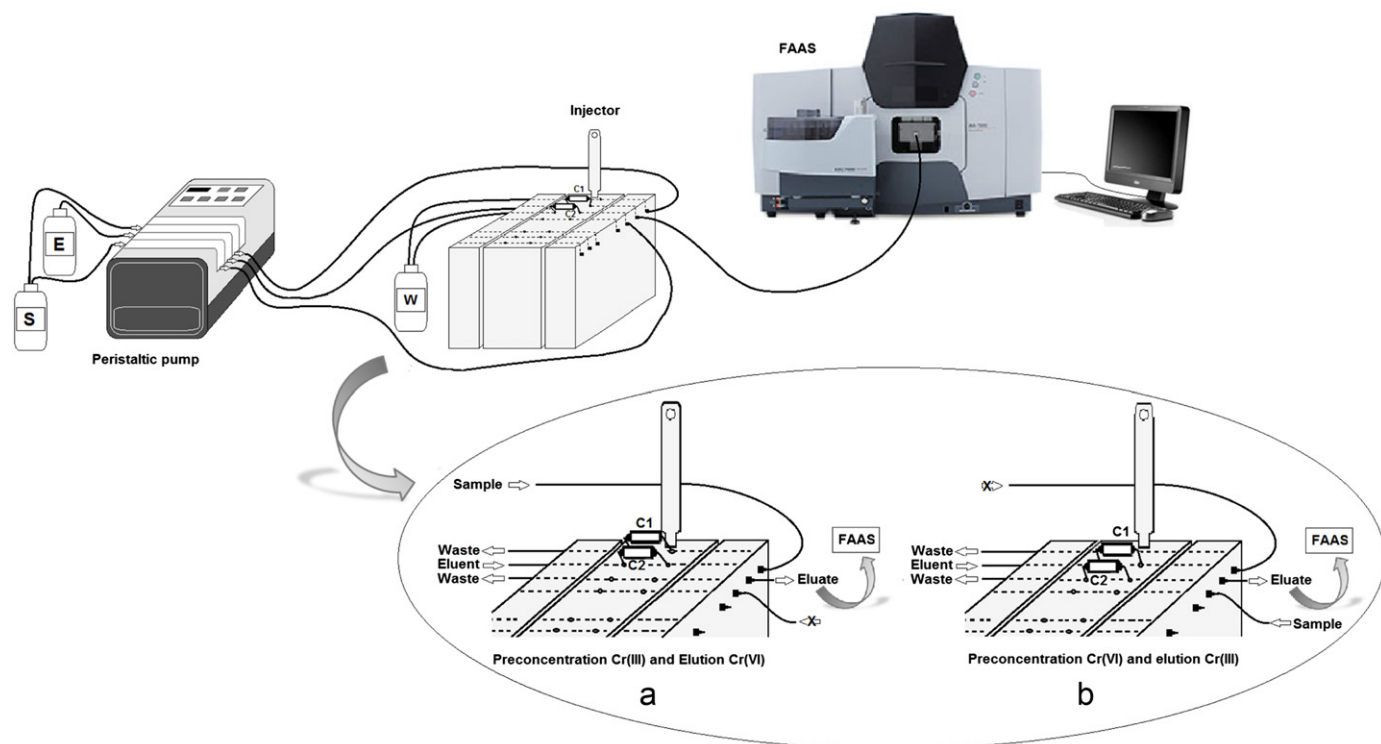 FAAS
Injector
C1
C2
E
S
W
Peristaltic pump
Sample
C1
C2
Waste
Eluent
Waste
FAAS
Eluate
X
Preconcentration Cr(III) and Elution Cr(VI)
a
X
C1
C2
Waste
Eluent
Waste
FAAS
Eluate
Sample
Preconcentration Cr(VI) and elution Cr(III)
b